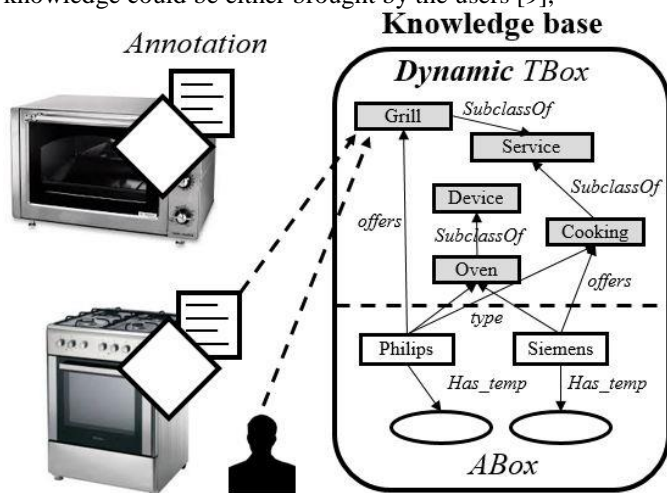 knowledge could be either brought by the users [9],
Annotation
Knowledge base
Dynamic TBox
Grill
SubclassOf
Service
Device
SubclassOf
offers
SubclassOf
Cooking
Oven
offers
type
Philips
Siemens
Has_temp
Has_temp
ABox